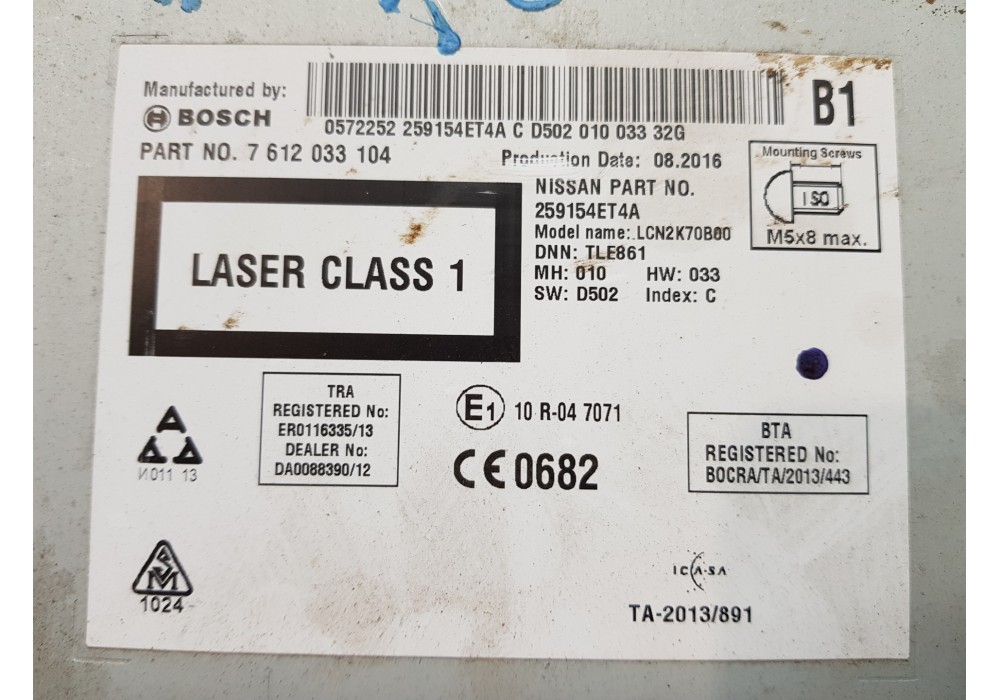 Manufactured by:
BOSCH
B1
0572252 259154ET4A C D502 010 033 32G
PART NO. 7 612 033 104
Production Date: 08.2016
Mounting Screws
ISO
M5x8 max.
NISSAN PART NO.
259154ET4A
Model name: LCN2K70B00
DNN: TLE861
MH: 010 HW: 033
SW: D502 Index: C
LASER CLASS 1
TRA
REGISTERED No:
ER0116335/13
DEALER No:
DA0088390/12
E1 10 R-04 7071
CE 0682
BTA
REGISTERED No:
BOCRA/TA/2013/443
И011 13
1024
ICASA
TA-2013/891